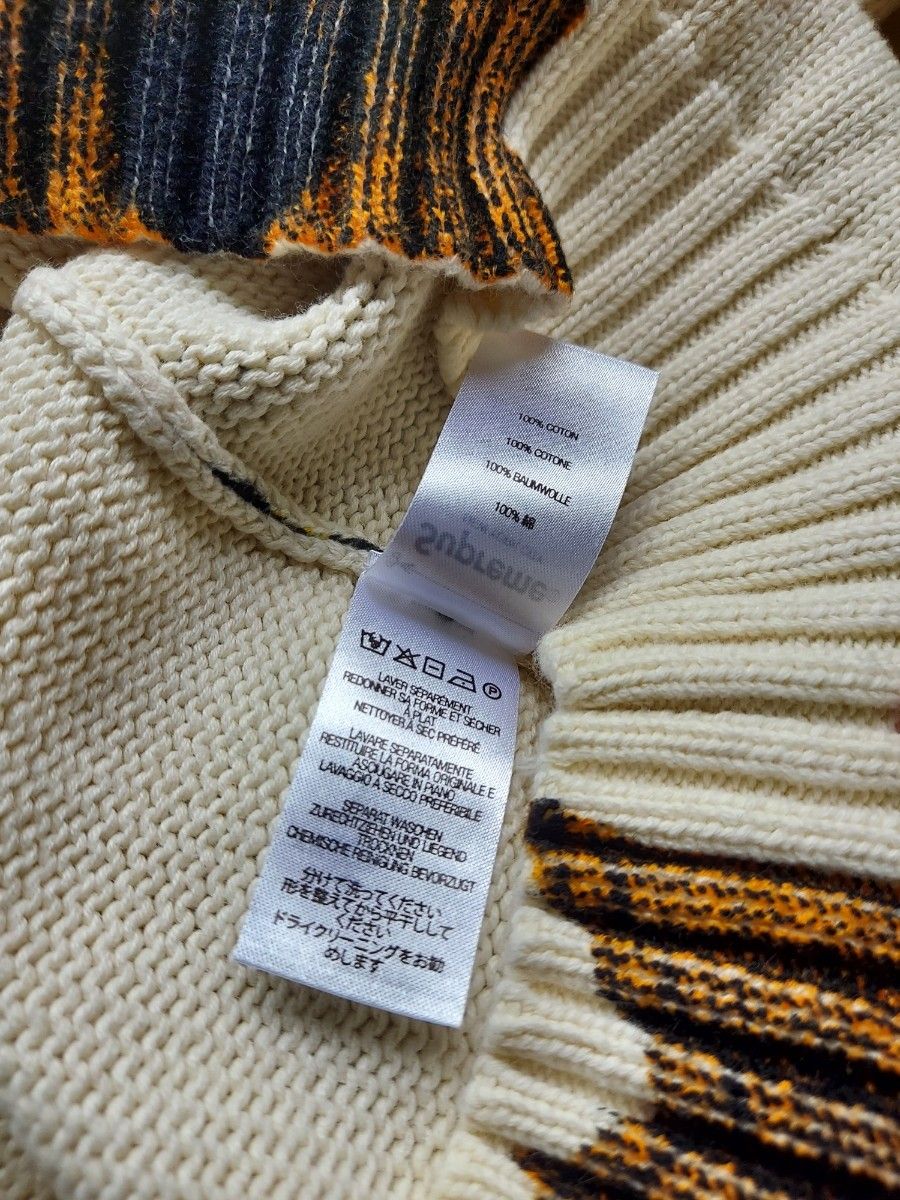 100% COTON
100% COTONE
100% BAUMWOLLE
100% 綿
Supreme
P
LAVER SÉPARÉMENT
REDONNER SA FORME ET SÉCHER
À PLAT
NETTOYER À SEC PRÉFÉRÉ
LAVARE SEPARATAMENTE
RESTITUIRE LA FORMA ORIGINALE E
ASCIUGARE IN PIANO
LAVAGGIO A SECCO PREFERIBILE
SEPARAT WASCHEN
ZURECHTZIEHEN UND LIEGEND
TROCKNEN
CHEMISCHE REINIGUNG BEVORZUGT
分けて洗ってください
形を整えてから平干しして
ください
ドライクリーニングをお勧
めします